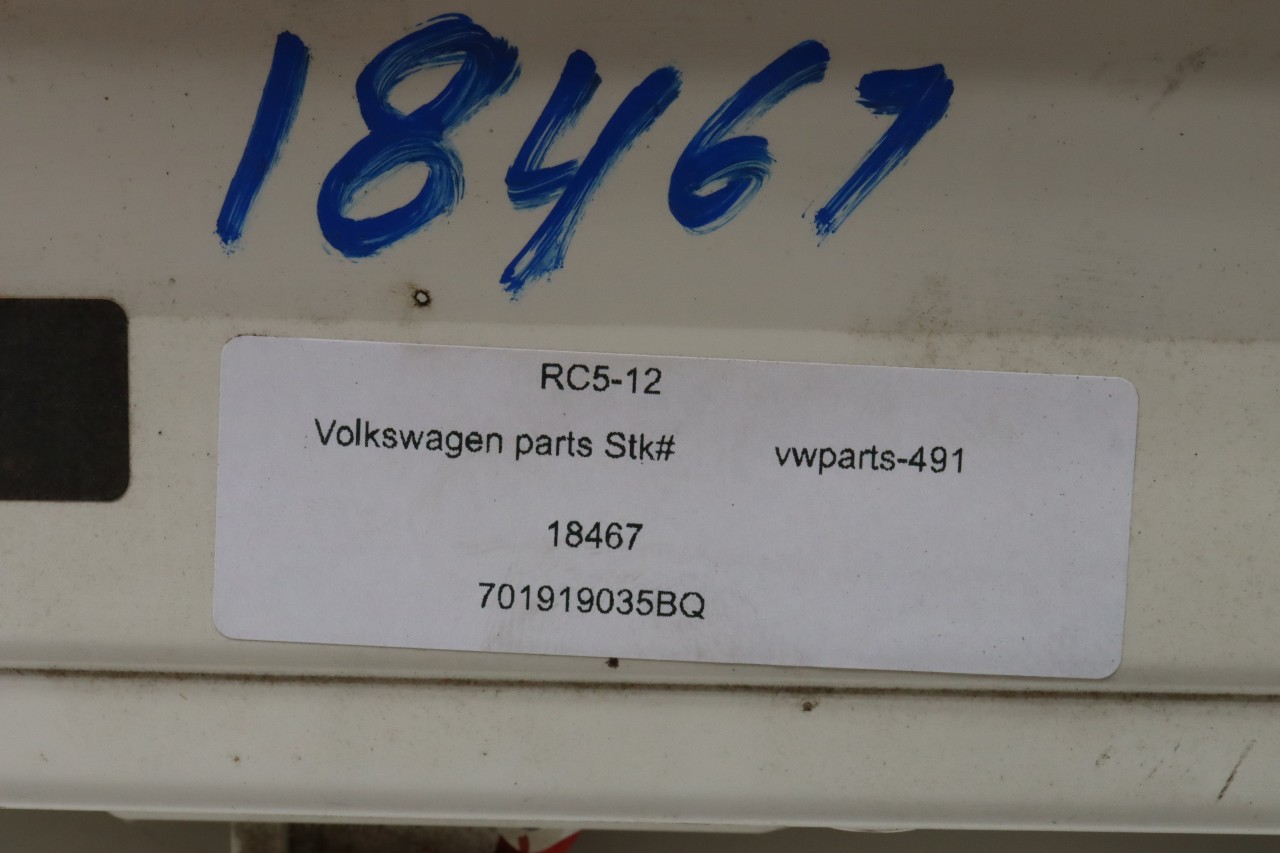 18467
RC5-12
Volkswagen parts Stk# vwparts-491
18467
701919035BQ